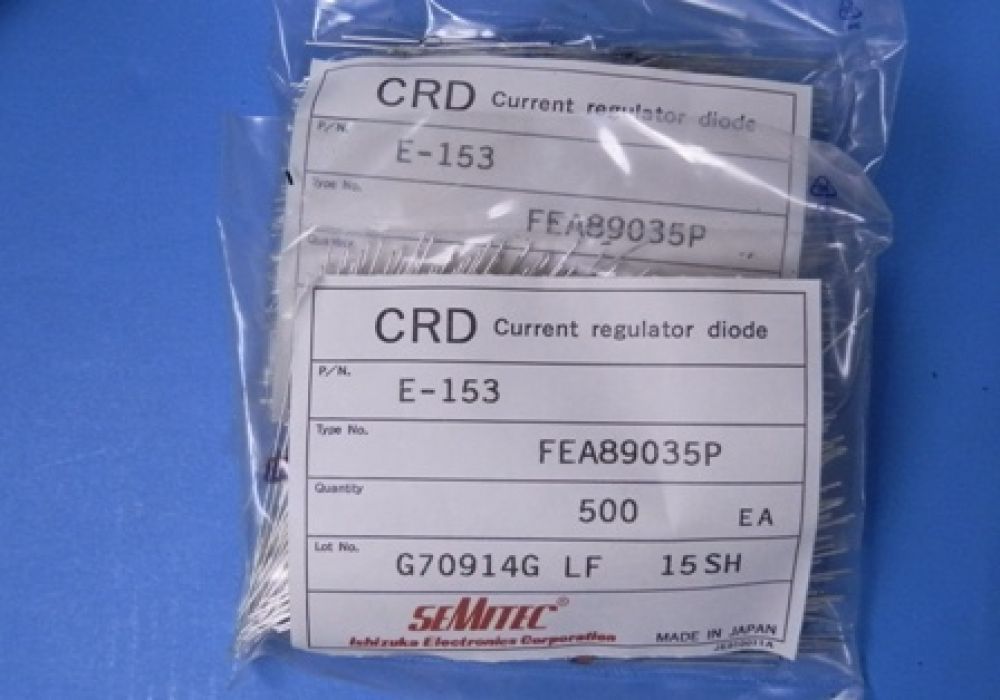 CRD Current regulator diode
P/N.
E-153
Type No.
FEA89035P
CRD Current regulator diode
P/N.
E-153
Type No.
FEA89035P
Quantity
500 EA
Lot No.
G70914G LF 15SH
SEMITEC®
Ishizuka Electronics Corporation
MADE IN JAPAN